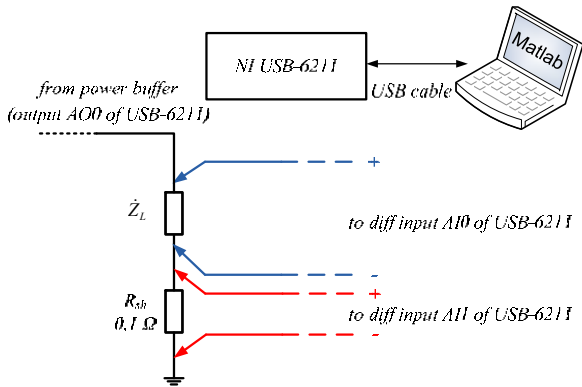 NI USB-6211
Matlab
USB cable
from power buffer
(output AO0 of USB-6211)
+
Ż_L
to diff input AI0 of USB-6211
-
+
R_sh
0,1 Ω
to diff input AI1 of USB-6211
-